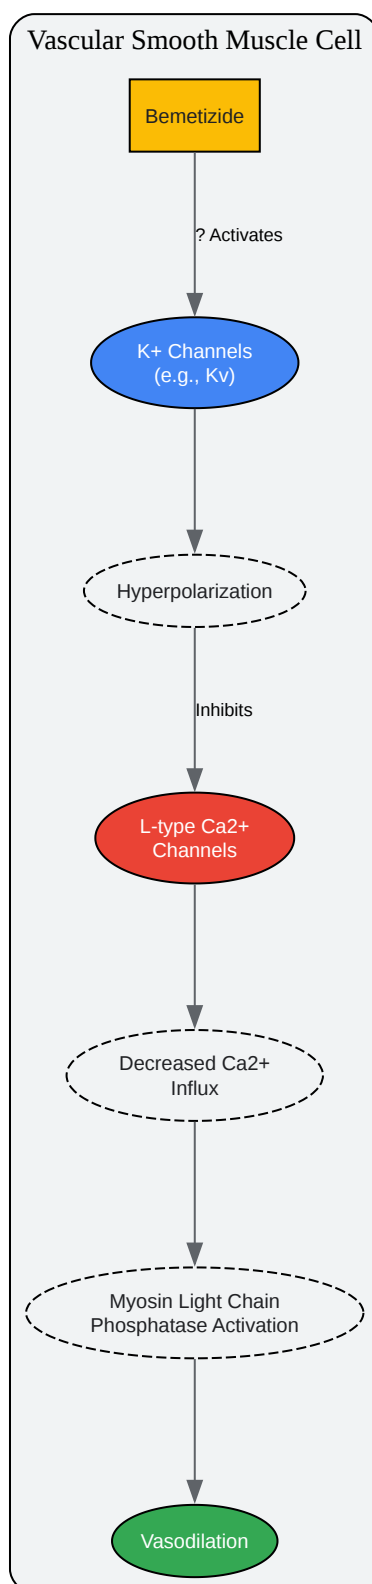 Vascular Smooth Muscle Cell
Bemetizide
? Activates
K+ Channels
(e.g., Kv)
Hyperpolarization
Inhibits
L-type Ca2+
Channels
Decreased Ca2+
Influx
Myosin Light Chain
Phosphatase Activation
Vasodilation